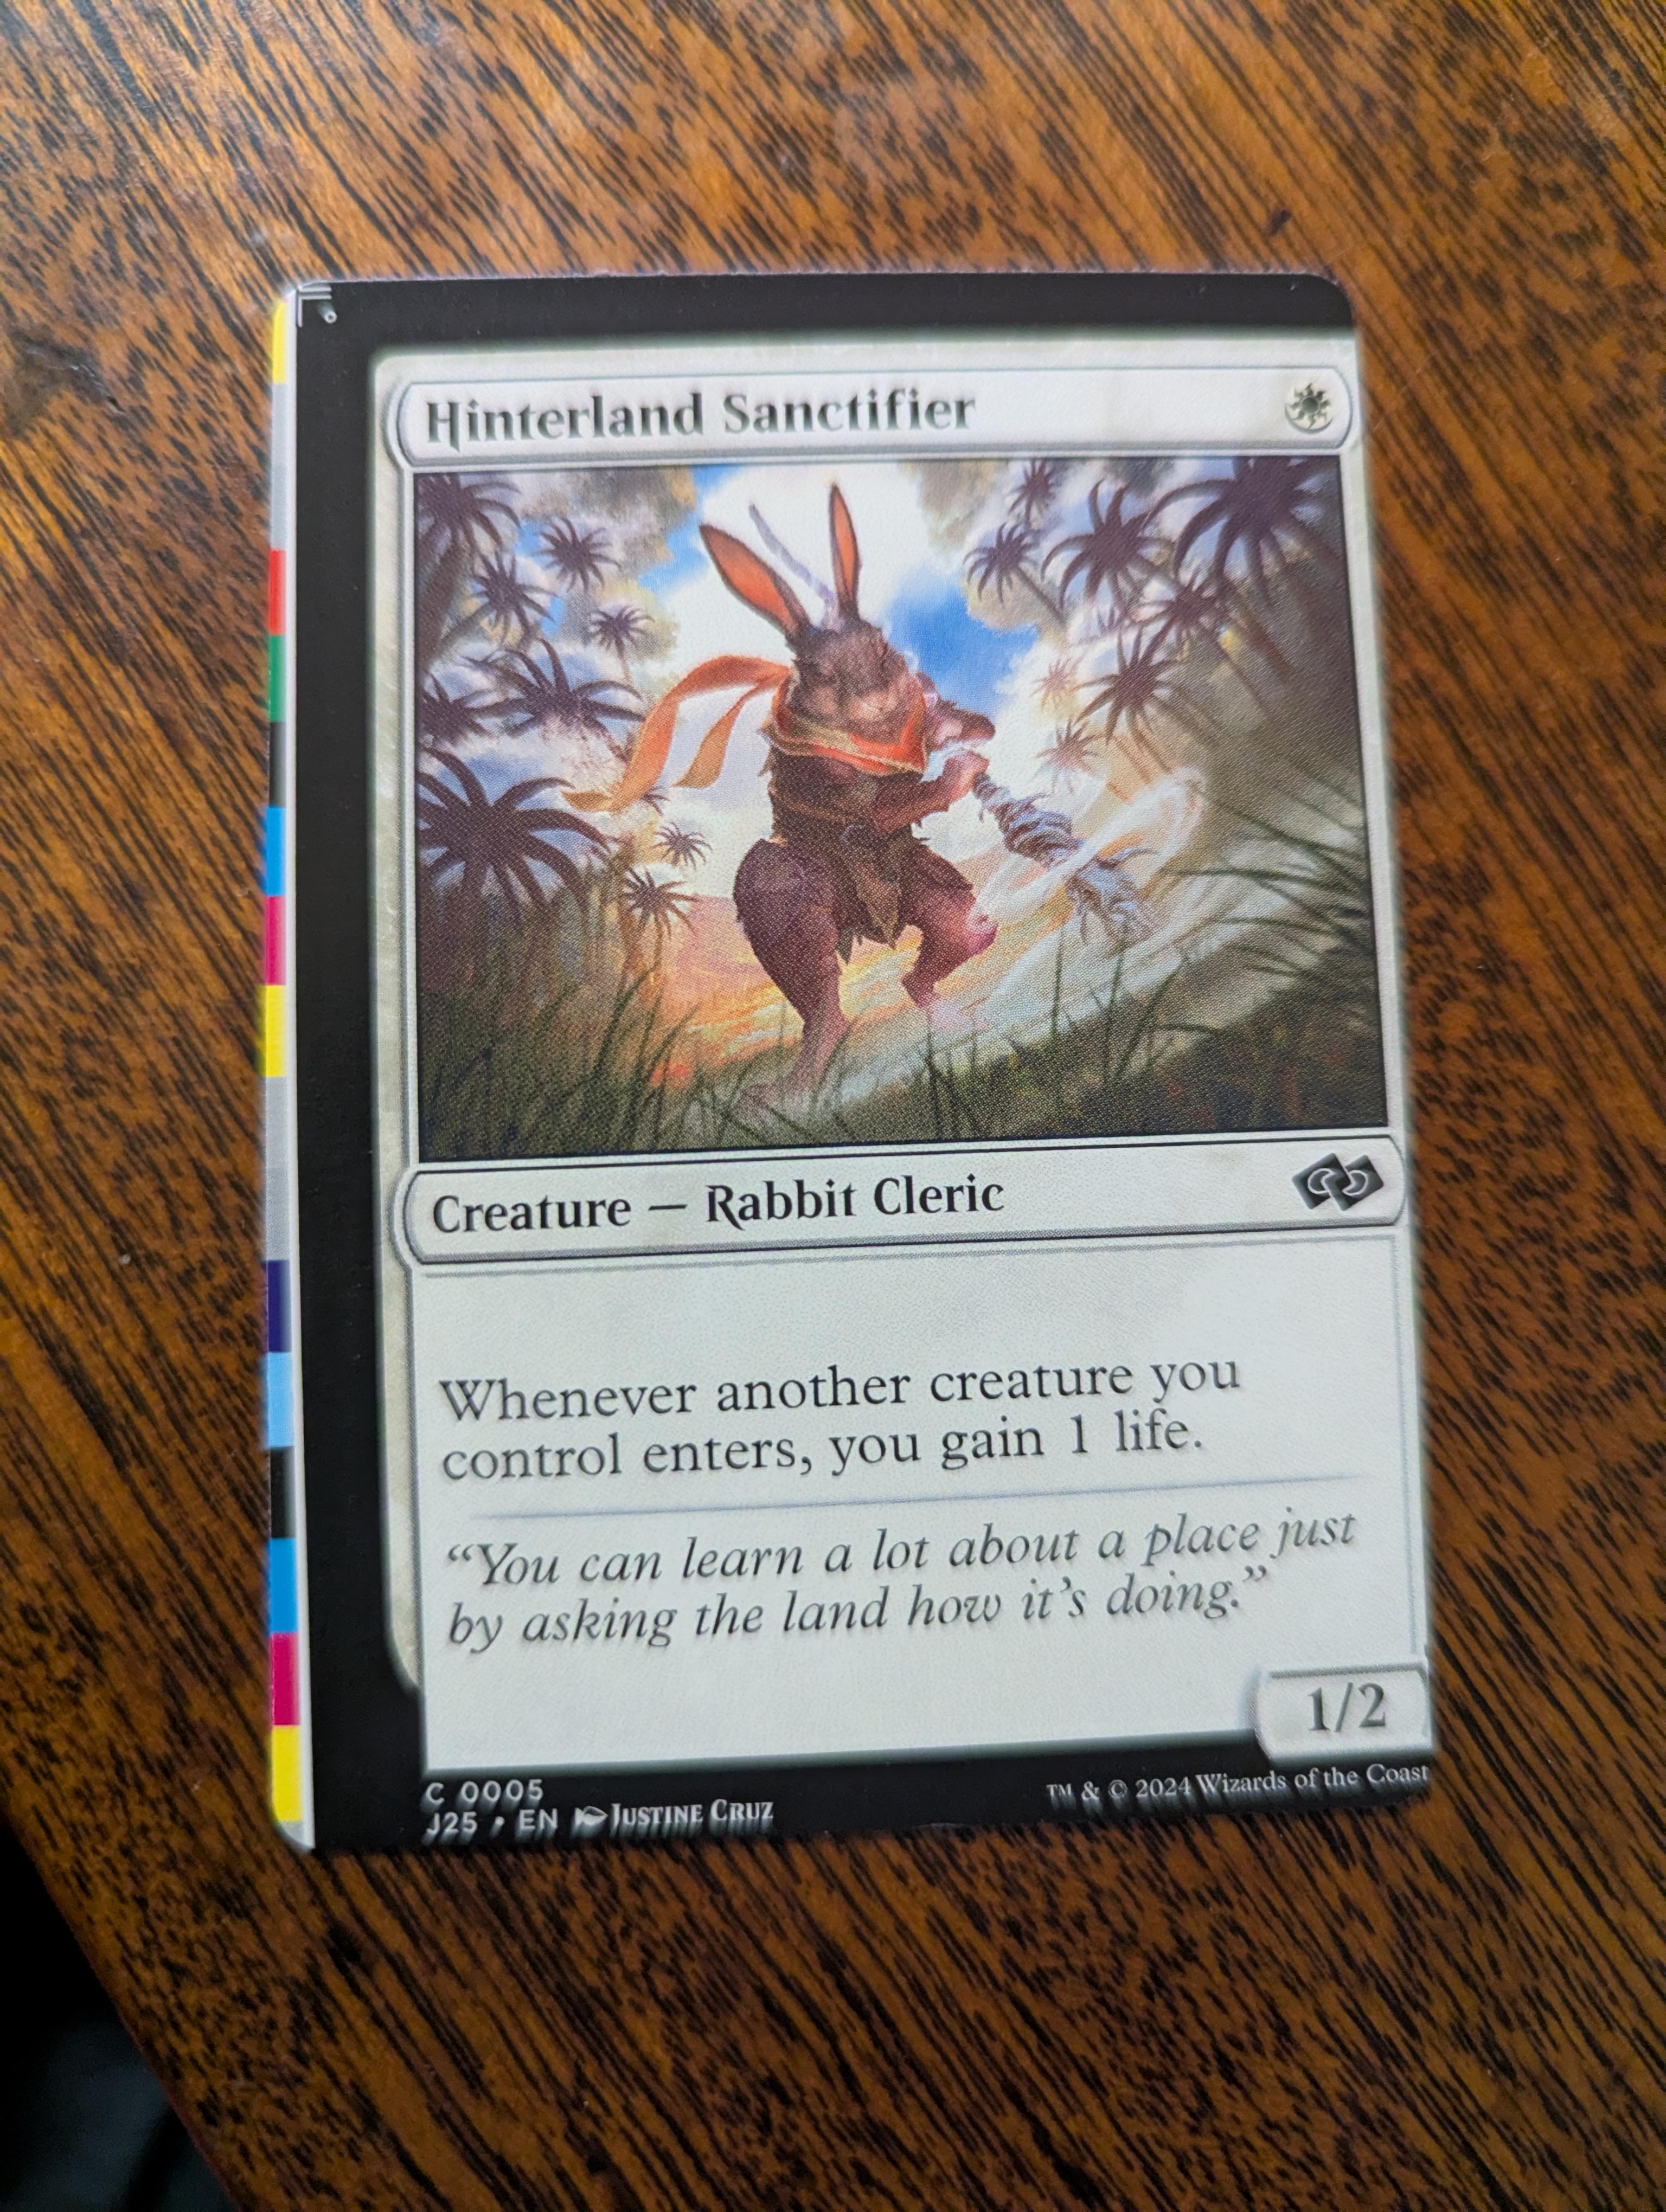 Hinterland Sanctifier
Creature — Rabbit Cleric
Whenever another creature you
control enters, you gain 1 life.
“You can learn a lot about a place just
by asking the land how it’s doing.”
1/2
C 0005
J25 • EN Justine Cruz
™ & © 2024 Wizards of the Coast